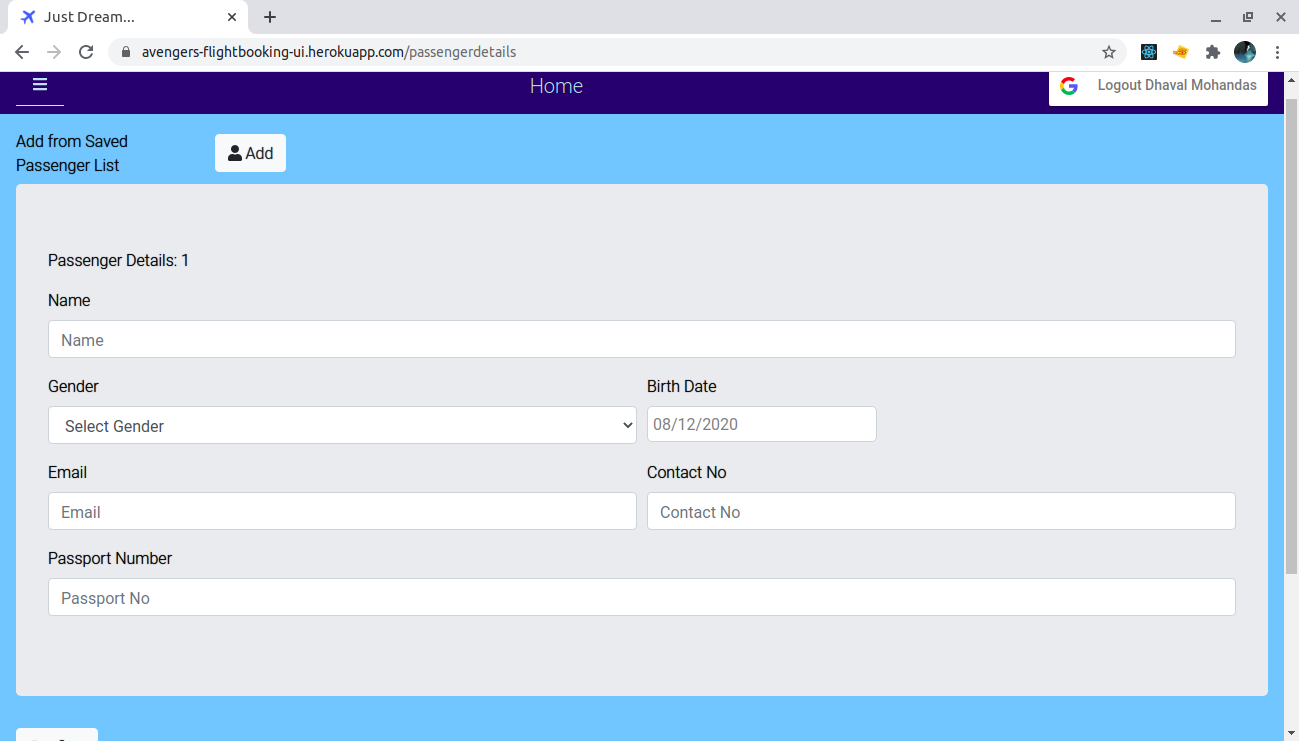 Just Dream...
avengers-flightbooking-ui.herokuapp.com/passengerdetails
Home
Logout Dhaval Mohandas
Add from Saved
Passenger List
Add
Passenger Details: 1
Name
Name
Gender
Birth Date
Select Gender
08/12/2020
Email
Contact No
Email
Contact No
Passport Number
Passport No